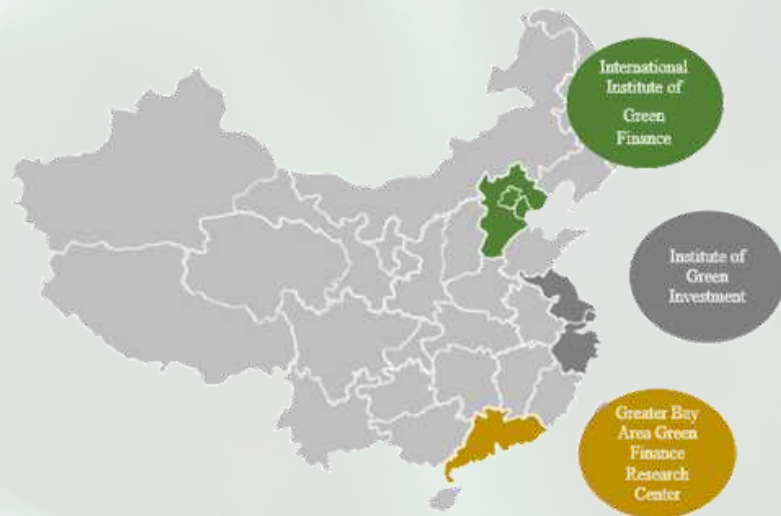 International
Institute of
Green
Finance
Institute of
Green
Investment
Greater Bay
Area Green
Finance
Research
Center